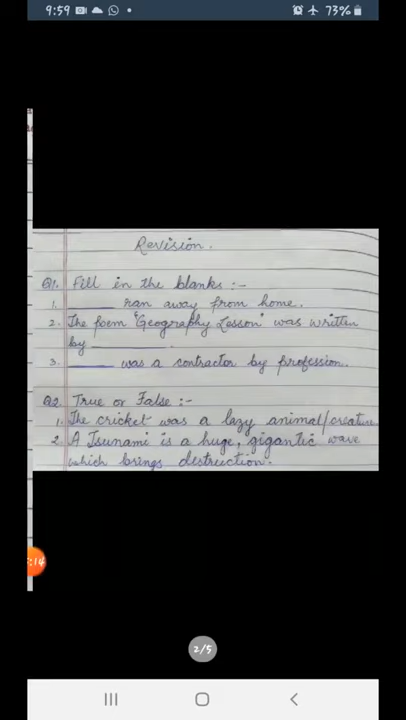 9:59
73%
Revision.
Q1. Fill in the blanks :-
1. ______ ran away from home.
2. The poem "Geography Lesson" was written
by ________.
3. ______ was a contractor by profession.
Q2. True or False :-
1. The cricket was a lazy animal/creature
2. A Tsunami is a huge, gigantic wave
which brings destruction.
:14
2/5